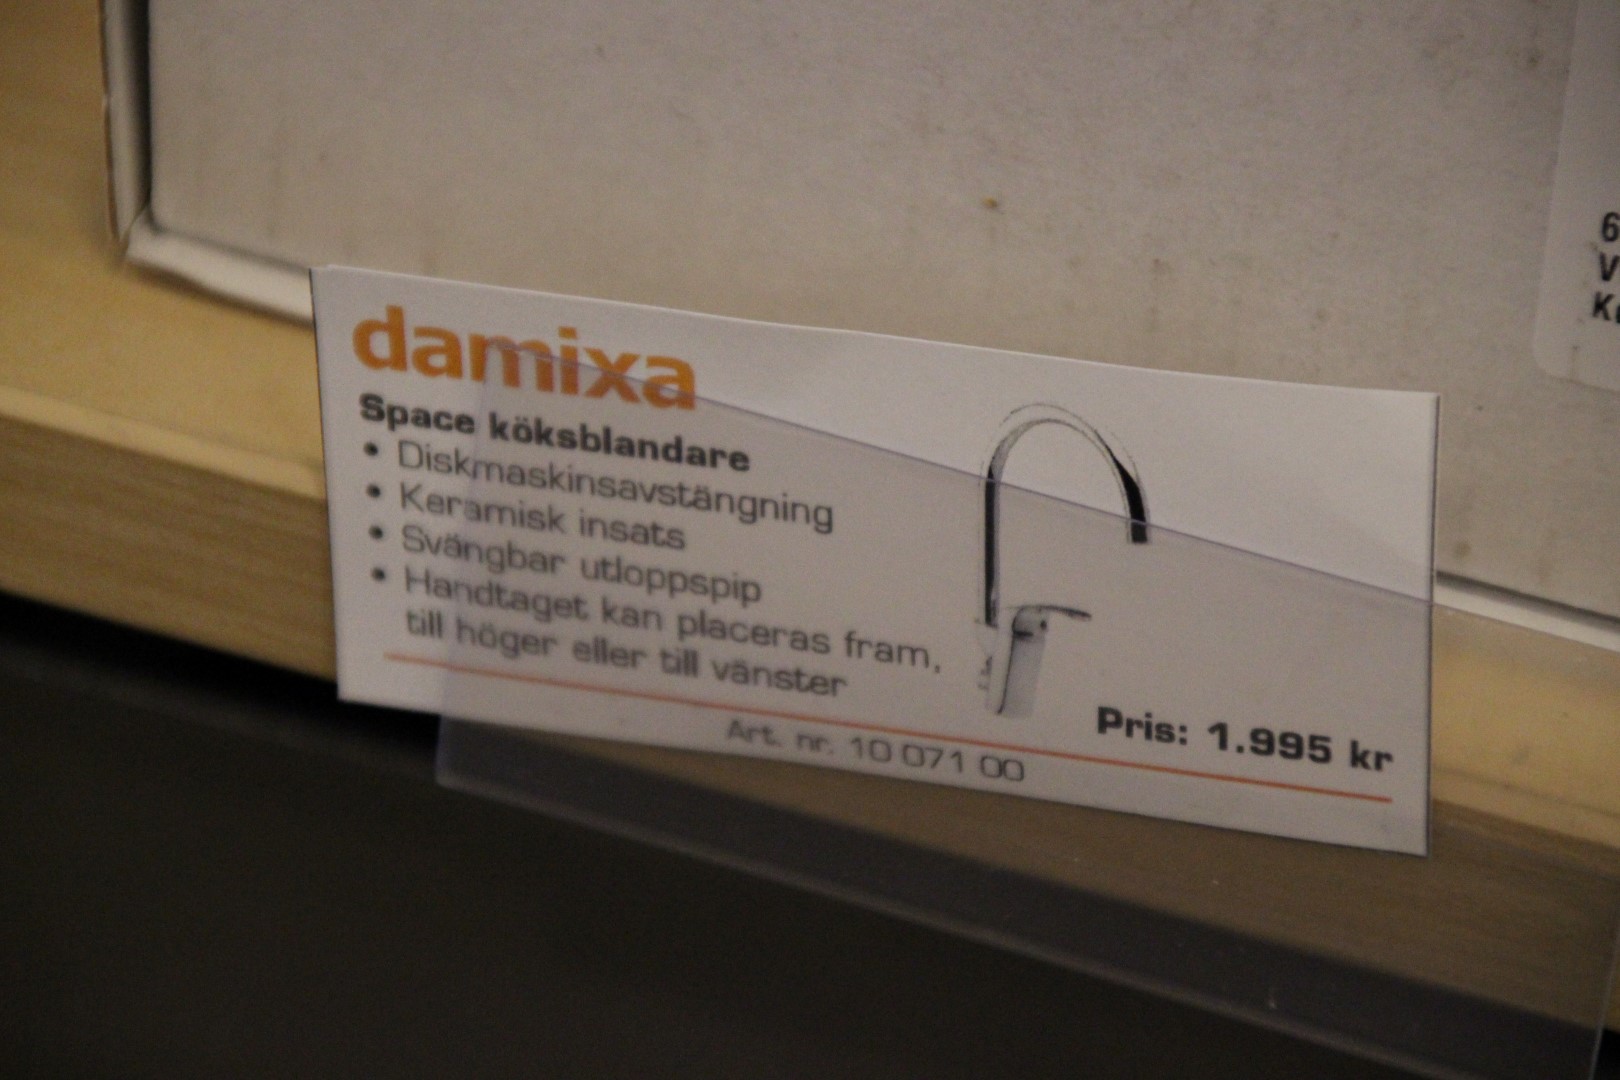 damixa
Space köksblandare
• Diskmaskinsavstängning
• Keramisk insats
• Svängbar utloppspip
• Handtaget kan placeras fram,
till höger eller till vänster
Pris: 1.995 kr
Art. nr. 10 071 00
6
V